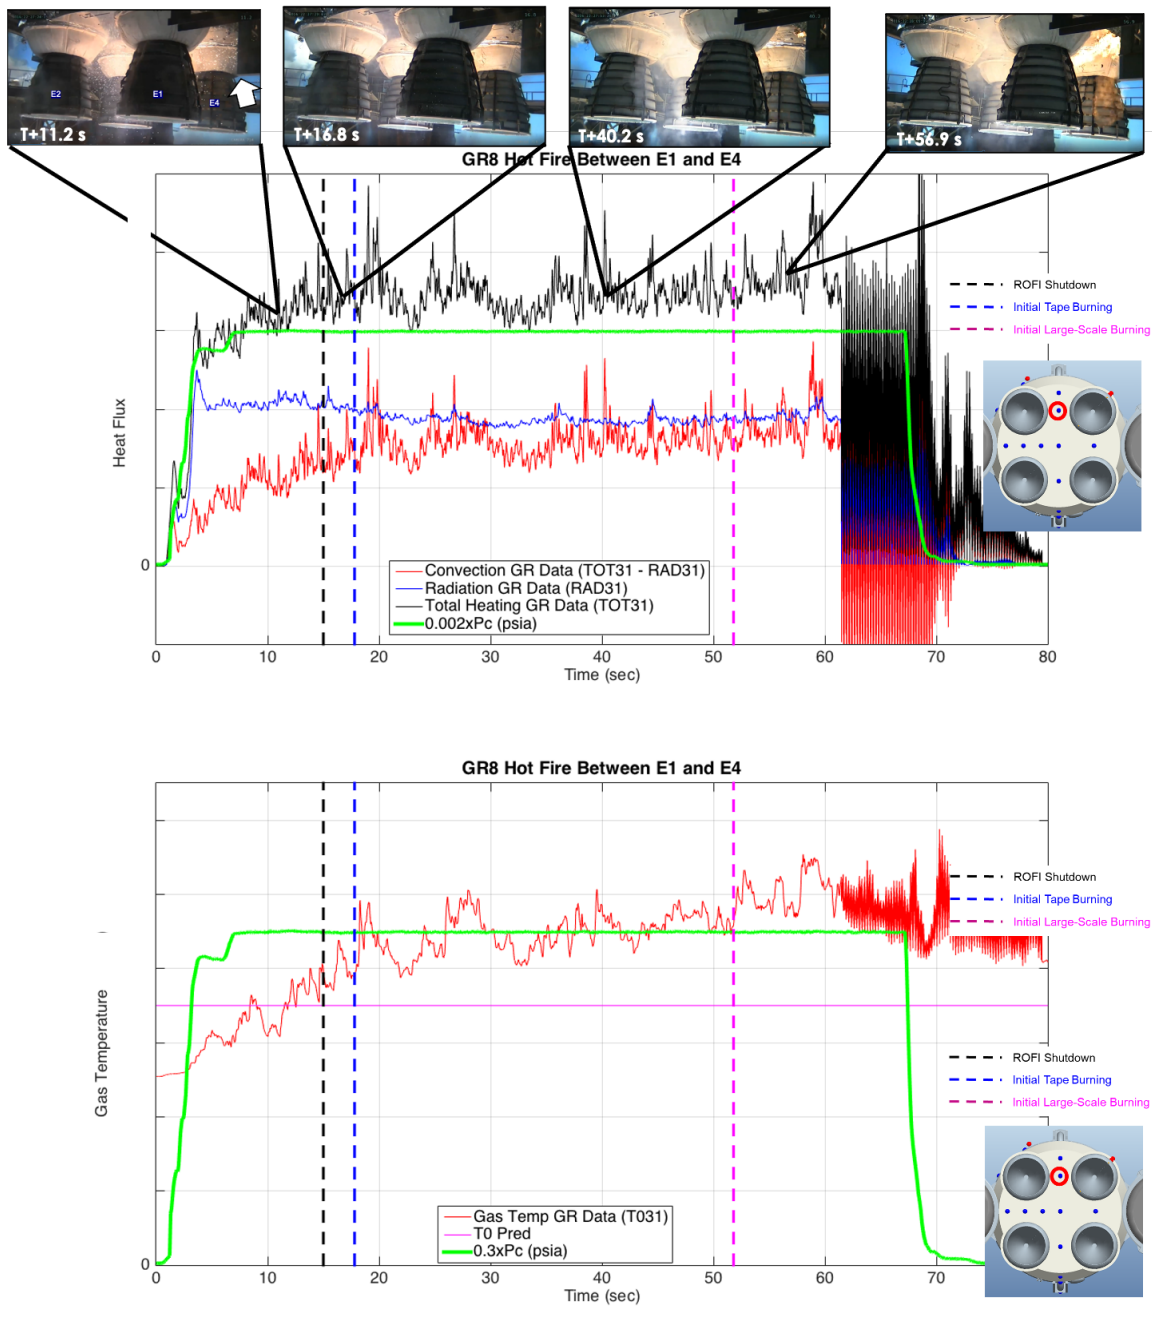 E2
E1
E4
T+11.2 s
T+16.8 s
T+40.2 s
T+56.9 s
GR8 Hot Fire Between E1 and E4
Heat Flux
0
ROFI Shutdown
Initial Tape Burning
Initial Large-Scale Burning
Convection GR Data (TOT31 - RAD31)
Radiation GR Data (RAD31)
Total Heating GR Data (TOT31)
0.002xPc (psia)
0 10 20 30 40 50 60 70 80
Time (sec)
GR8 Hot Fire Between E1 and E4
Gas Temperature
0
ROFI Shutdown
Initial Tape Burning
Initial Large-Scale Burning
ROFI Shutdown
Initial Tape Burning
Initial Large-Scale Burning
Gas Temp GR Data (T031)
T0 Pred
0.3xPc (psia)
0 10 20 30 40 50 60 70
Time (sec)